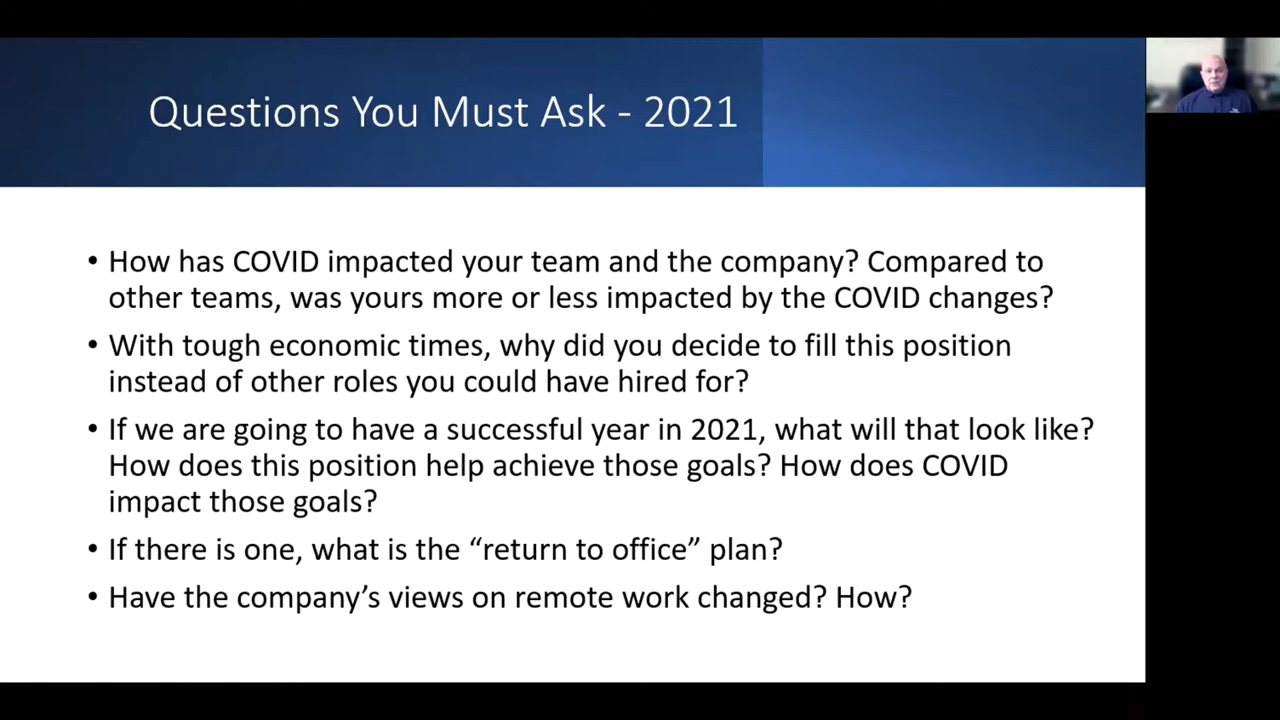 Questions You Must Ask - 2021
• How has COVID impacted your team and the company? Compared to
other teams, was yours more or less impacted by the COVID changes?
• With tough economic times, why did you decide to fill this position
instead of other roles you could have hired for?
• If we are going to have a successful year in 2021, what will that look like?
How does this position help achieve those goals? How does COVID
impact those goals?
• If there is one, what is the “return to office” plan?
• Have the company’s views on remote work changed? How?